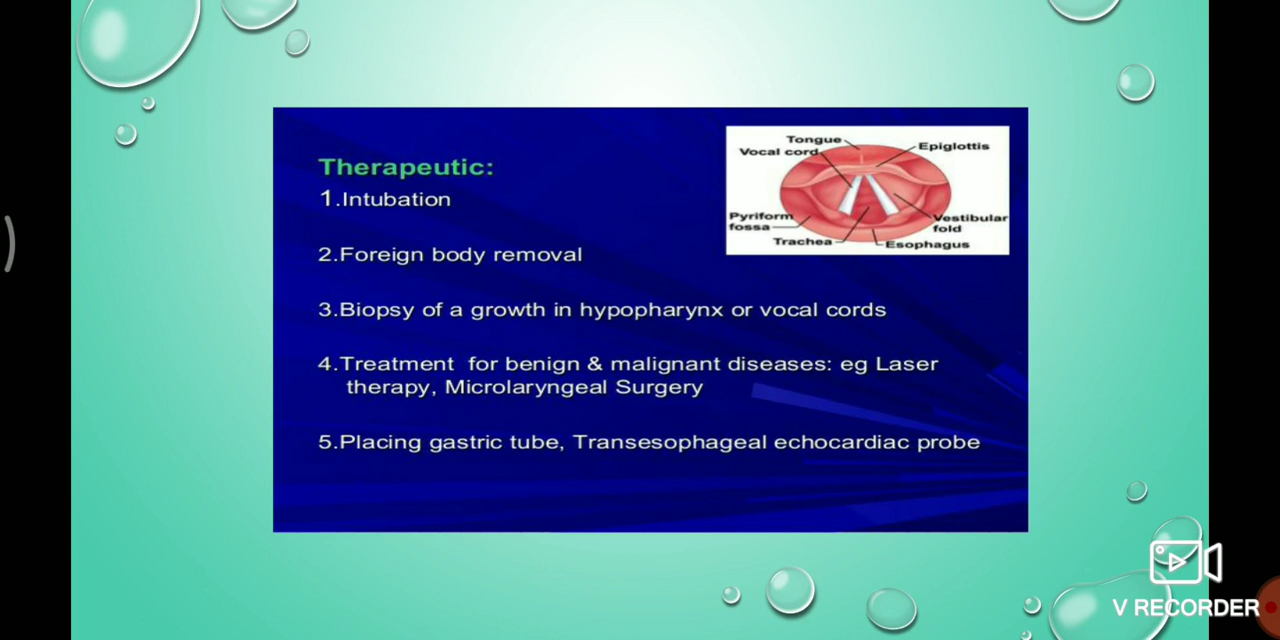 Therapeutic:
1.Intubation
2.Foreign body removal
3.Biopsy of a growth in hypopharynx or vocal cords
4.Treatment for benign & malignant diseases: eg Laser
therapy, Microlaryngeal Surgery
5.Placing gastric tube, Transesophageal echocardiac probe
Tongue
Vocal cord
Epiglottis
Pyriform
fossa
Vestibular
fold
Trachea
Esophagus
V RECORDER